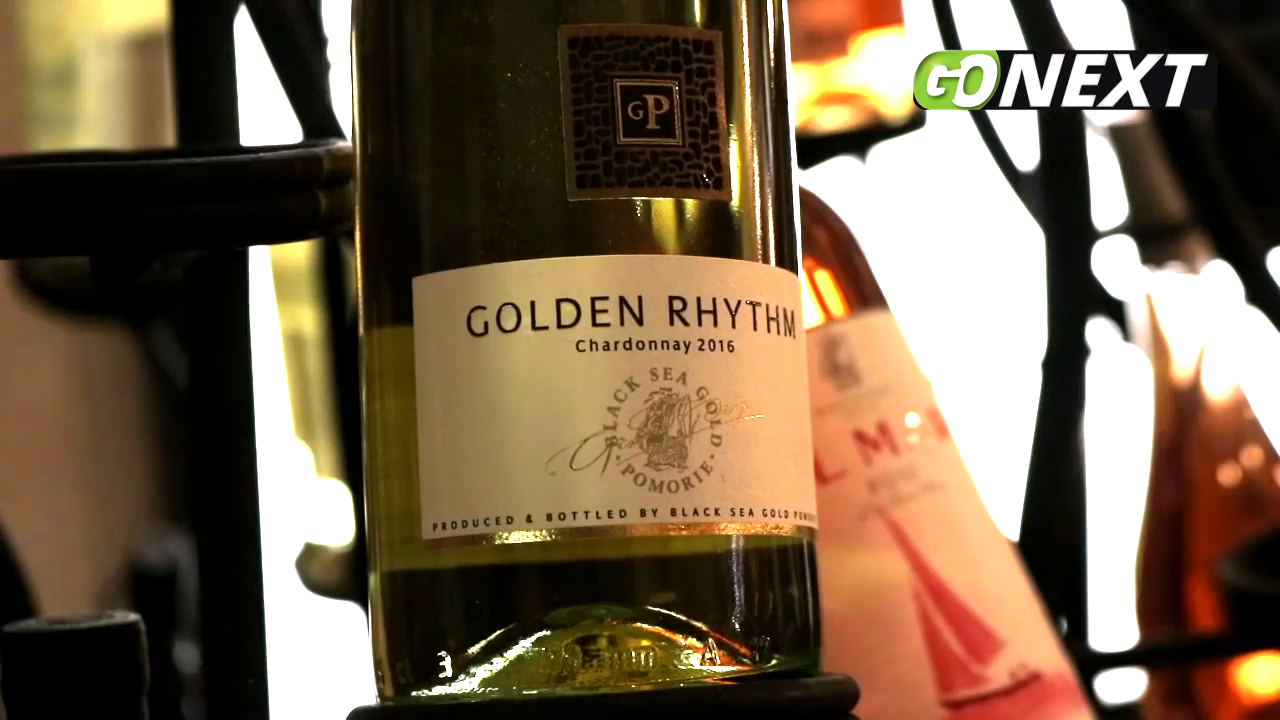 GONEXT
GP
GOLDEN RHYTHM
Chardonnay 2016
BLACK SEA GOLD
• POMORIE •
PRODUCED & BOTTLED BY BLACK SEA GOLD